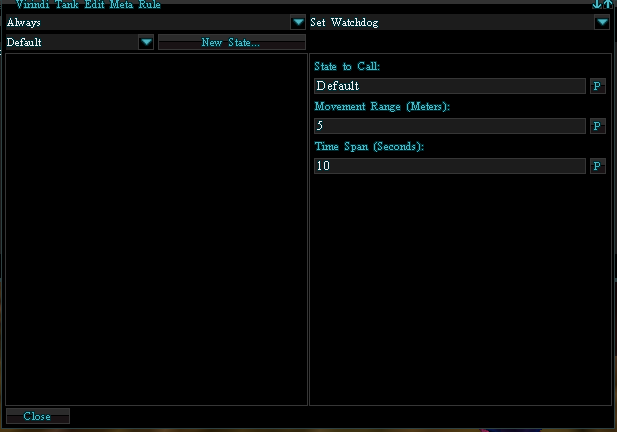 Virindi Tank Edit Meta Rule
Always
Set Watchdog
Default
New State...
State to Call:
Default
P
Movement Range (Meters):
5
P
Time Span (Seconds):
10
P
Close